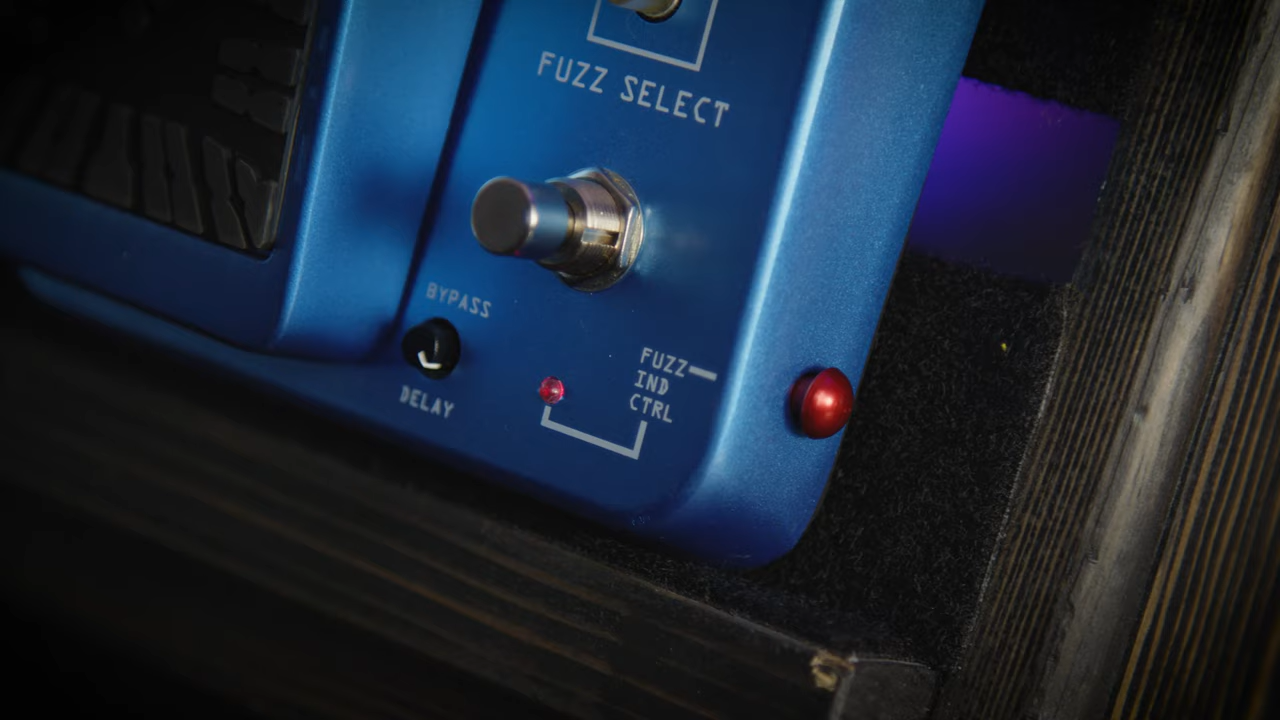 FUZZ SELECT
BYPASS
DELAY
FUZZ
IND
CTRL